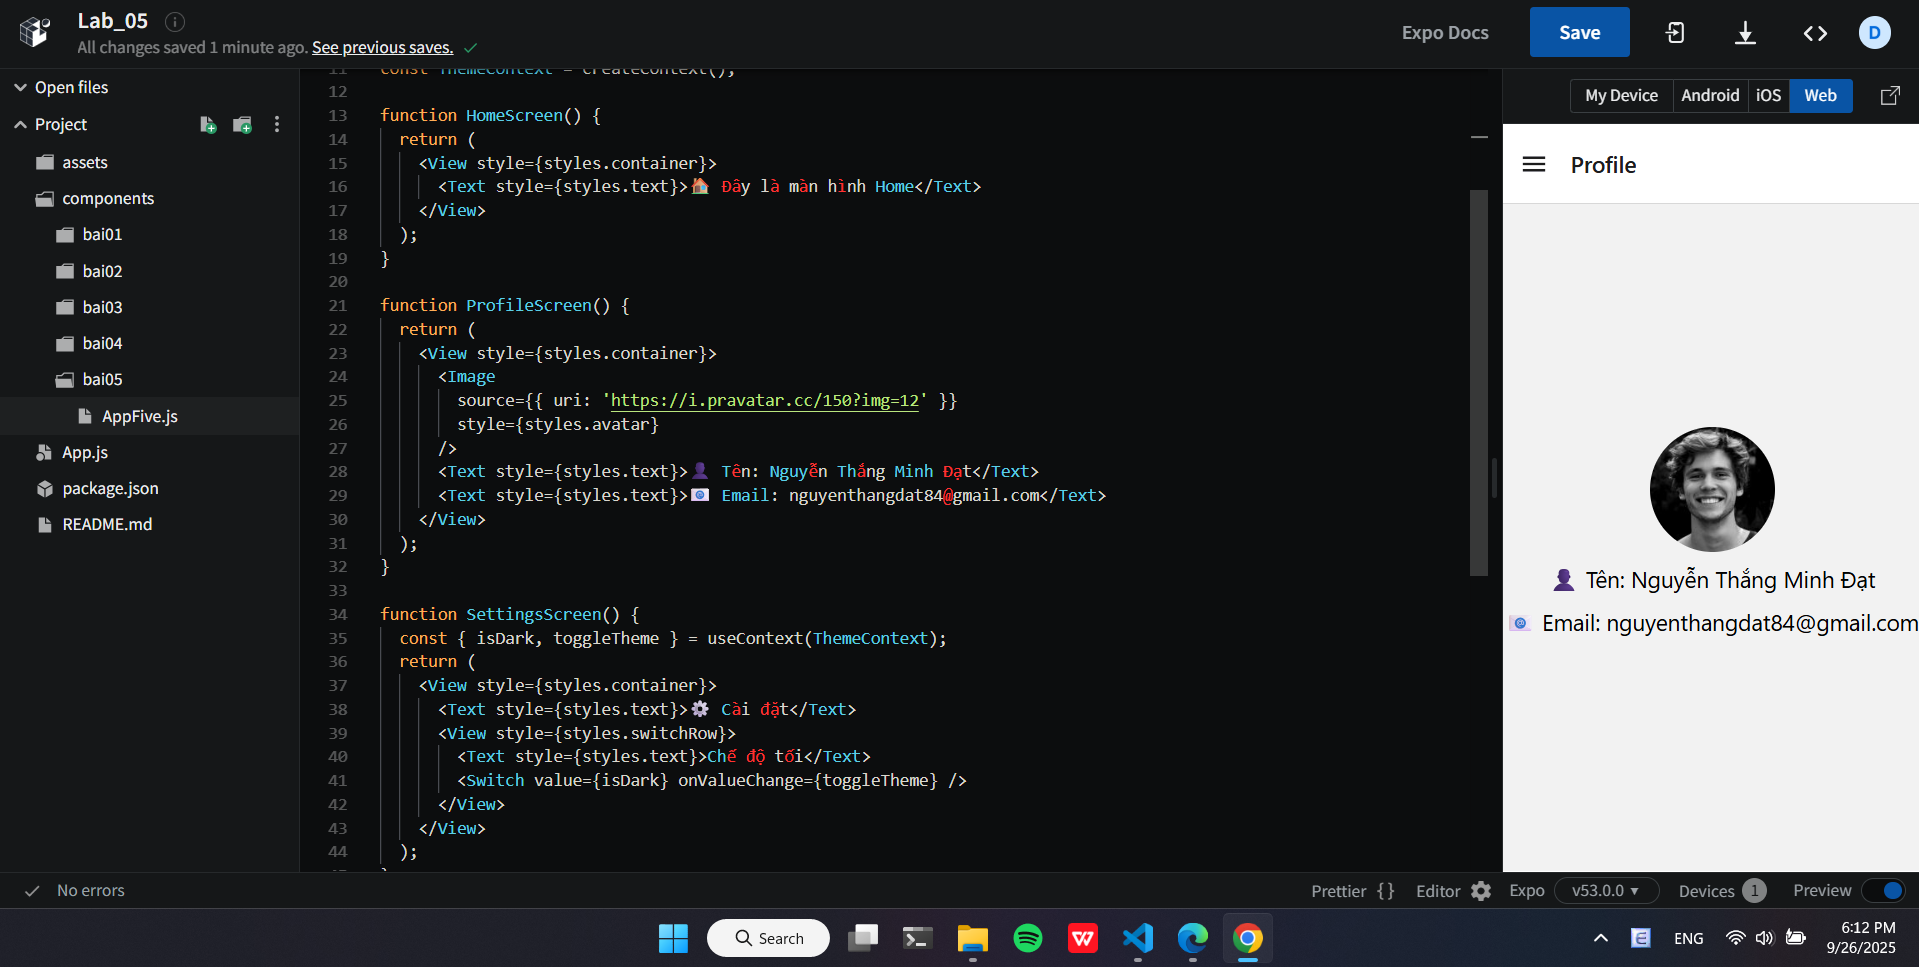 Lab_05
All changes saved 1 minute ago. See previous saves.
Expo Docs
Save
D
Open files
Project
assets
components
bai01
bai02
bai03
bai04
bai05
AppFive.js
App.js
package.json
README.md
11 const ThemeContext = createContext();
12
13 function HomeScreen() {
14 return (
15 <View style={styles.container}>
16 <Text style={styles.text}>🏠 Đây là màn hình Home</Text>
17 </View>
18 );
19 }
20
21 function ProfileScreen() {
22 return (
23 <View style={styles.container}>
24 <Image
25 source={{ uri: 'https://i.pravatar.cc/150?img=12' }}
26 style={styles.avatar}
27 />
28 <Text style={styles.text}>👤 Tên: Nguyễn Thắng Minh Đạt</Text>
29 <Text style={styles.text}>📧 Email: nguyenthangdat84@gmail.com</Text>
30 </View>
31 );
32 }
33
34 function SettingsScreen() {
35 const { isDark, toggleTheme } = useContext(ThemeContext);
36 return (
37 <View style={styles.container}>
38 <Text style={styles.text}>⚙️ Cài đặt</Text>
39 <View style={styles.switchRow}>
40 <Text style={styles.text}>Chế độ tối</Text>
41 <Switch value={isDark} onValueChange={toggleTheme} />
42 </View>
43 </View>
44 );
My Device
Android
iOS
Web
Profile
👤 Tên: Nguyễn Thắng Minh Đạt
📧 Email: nguyenthangdat84@gmail.com
No errors
Prettier {}
Editor
Expo
v53.0.0
Devices 1
Preview
Search
ENG
6:12 PM
9/26/2025